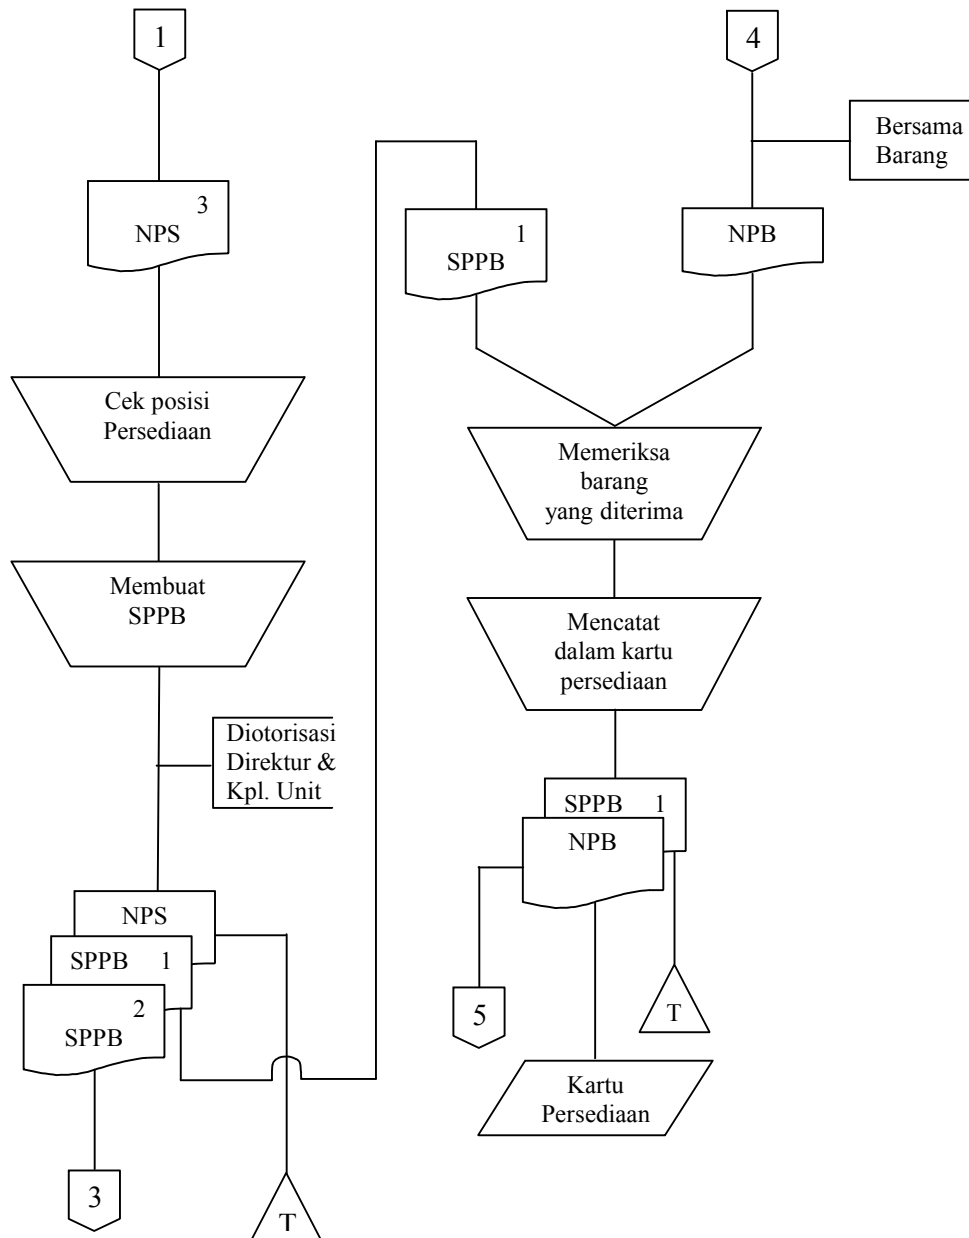 1
3
NPS
Cek posisi
Persediaan
Membuat
SPPB
Diotorisasi
Direktur &
Kpl. Unit
NPS
SPPB 1
2
SPPB
3
T
4
Bersama
Barang
1
SPPB
NPB
Memeriksa
barang
yang diterima
Mencatat
dalam kartu
persediaan
SPPB 1
NPB
5
T
Kartu
Persediaan